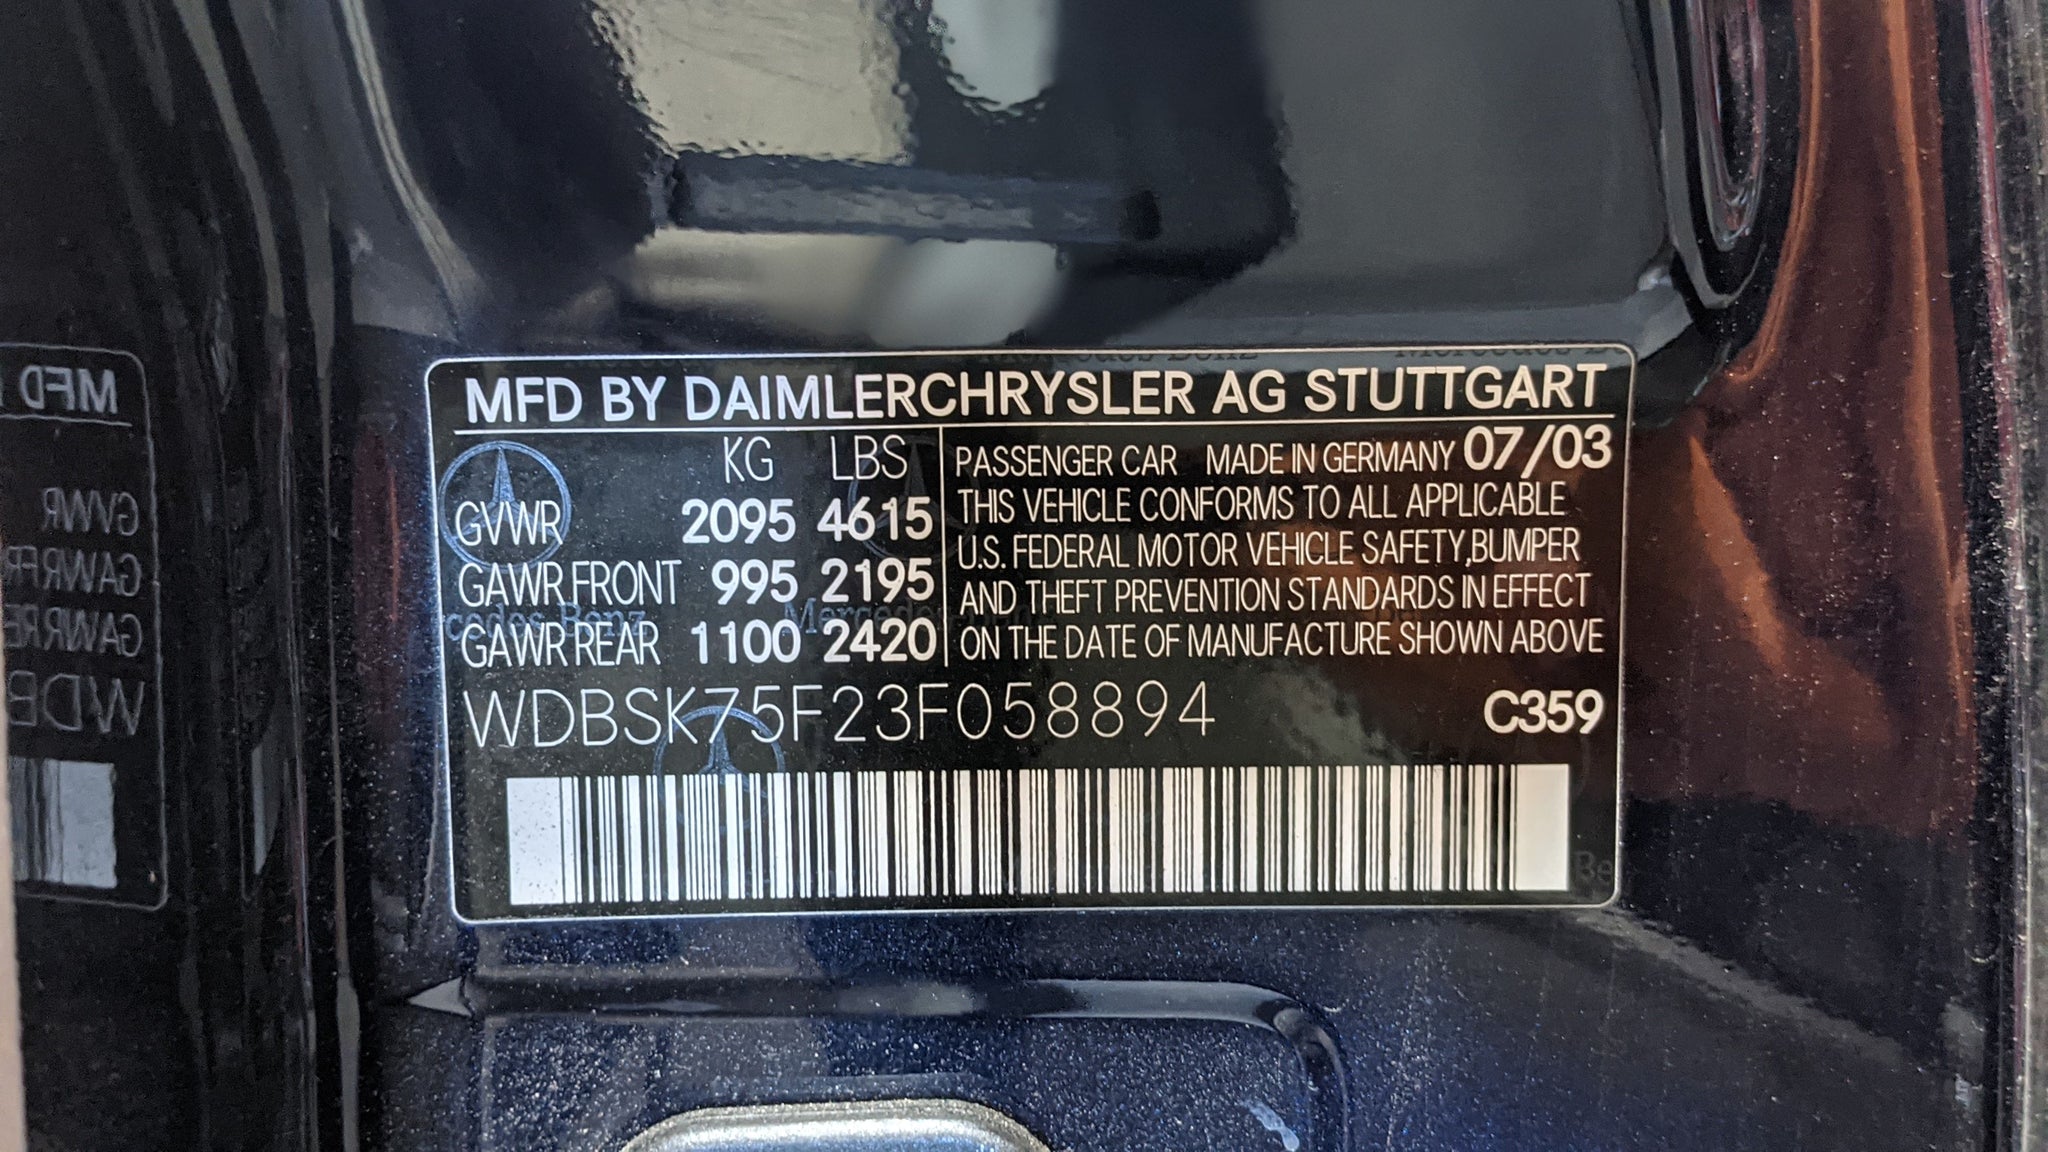 MFD BY DAIMLERCHRYSLER AG STUTTGART
KG LBS
GVWR 2095 4615
GAWR FRONT 995 2195
GAWR REAR 1100 2420
PASSENGER CAR MADE IN GERMANY 07/03
THIS VEHICLE CONFORMS TO ALL APPLICABLE
U.S. FEDERAL MOTOR VEHICLE SAFETY, BUMPER
AND THEFT PREVENTION STANDARDS IN EFFECT
ON THE DATE OF MANUFACTURE SHOWN ABOVE
WDBSK75F23F058894 C359